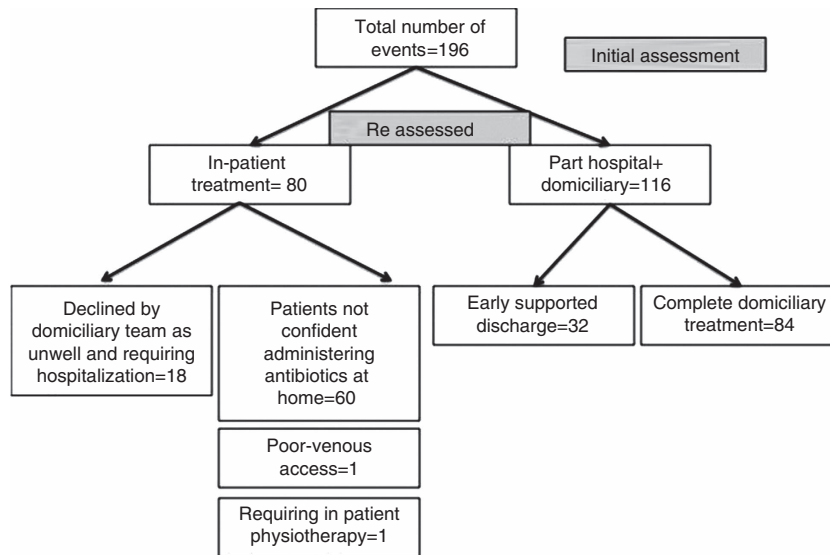 Total number of
events=196
Initial assessment
Re assessed
In-patient
treatment= 80
Part hospital+
domiciliary=116
Declined by
domiciliary team as
unwell and requiring
hospitalization=18
Patients not
confident
administering
antibiotics at
home=60
Early supported
discharge=32
Complete domiciliary
treatment=84
Poor-venous
access=1
Requiring in patient
physiotherapy=1